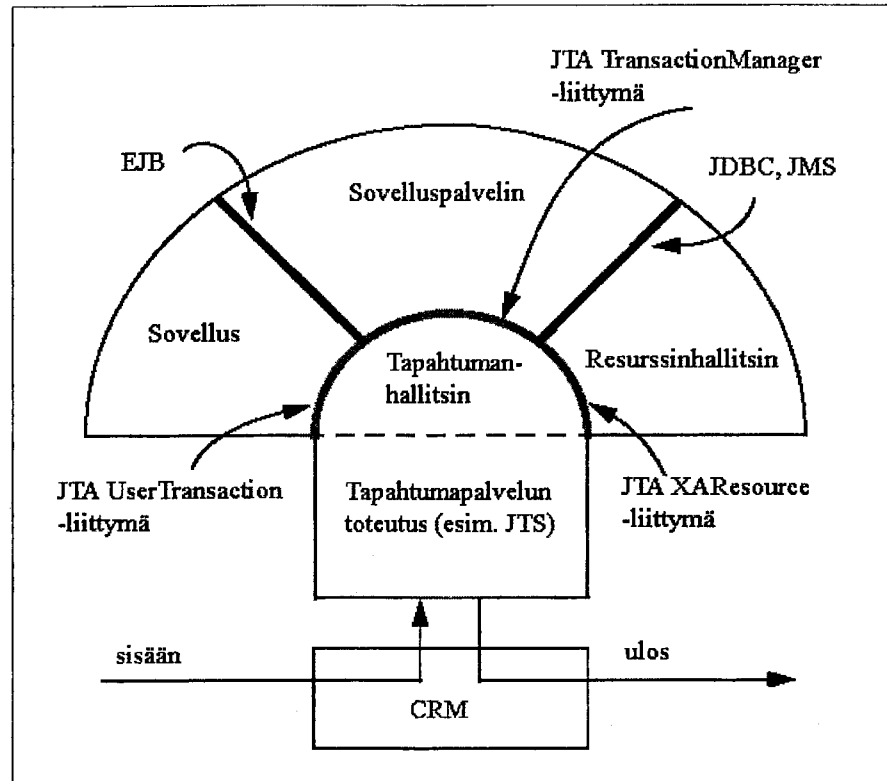 JTA TransactionManager
-liittymä
EJB
Sovelluspalvelin
JDBC, JMS
Sovellus
Tapahtuman-
hallitsin
Resurssinhallitsin
JTA UserTransaction
-liittymä
Tapahtumapalvelun
toteutus (esim. JTS)
JTA XAResource
-liittymä
sisään
ulos
CRM